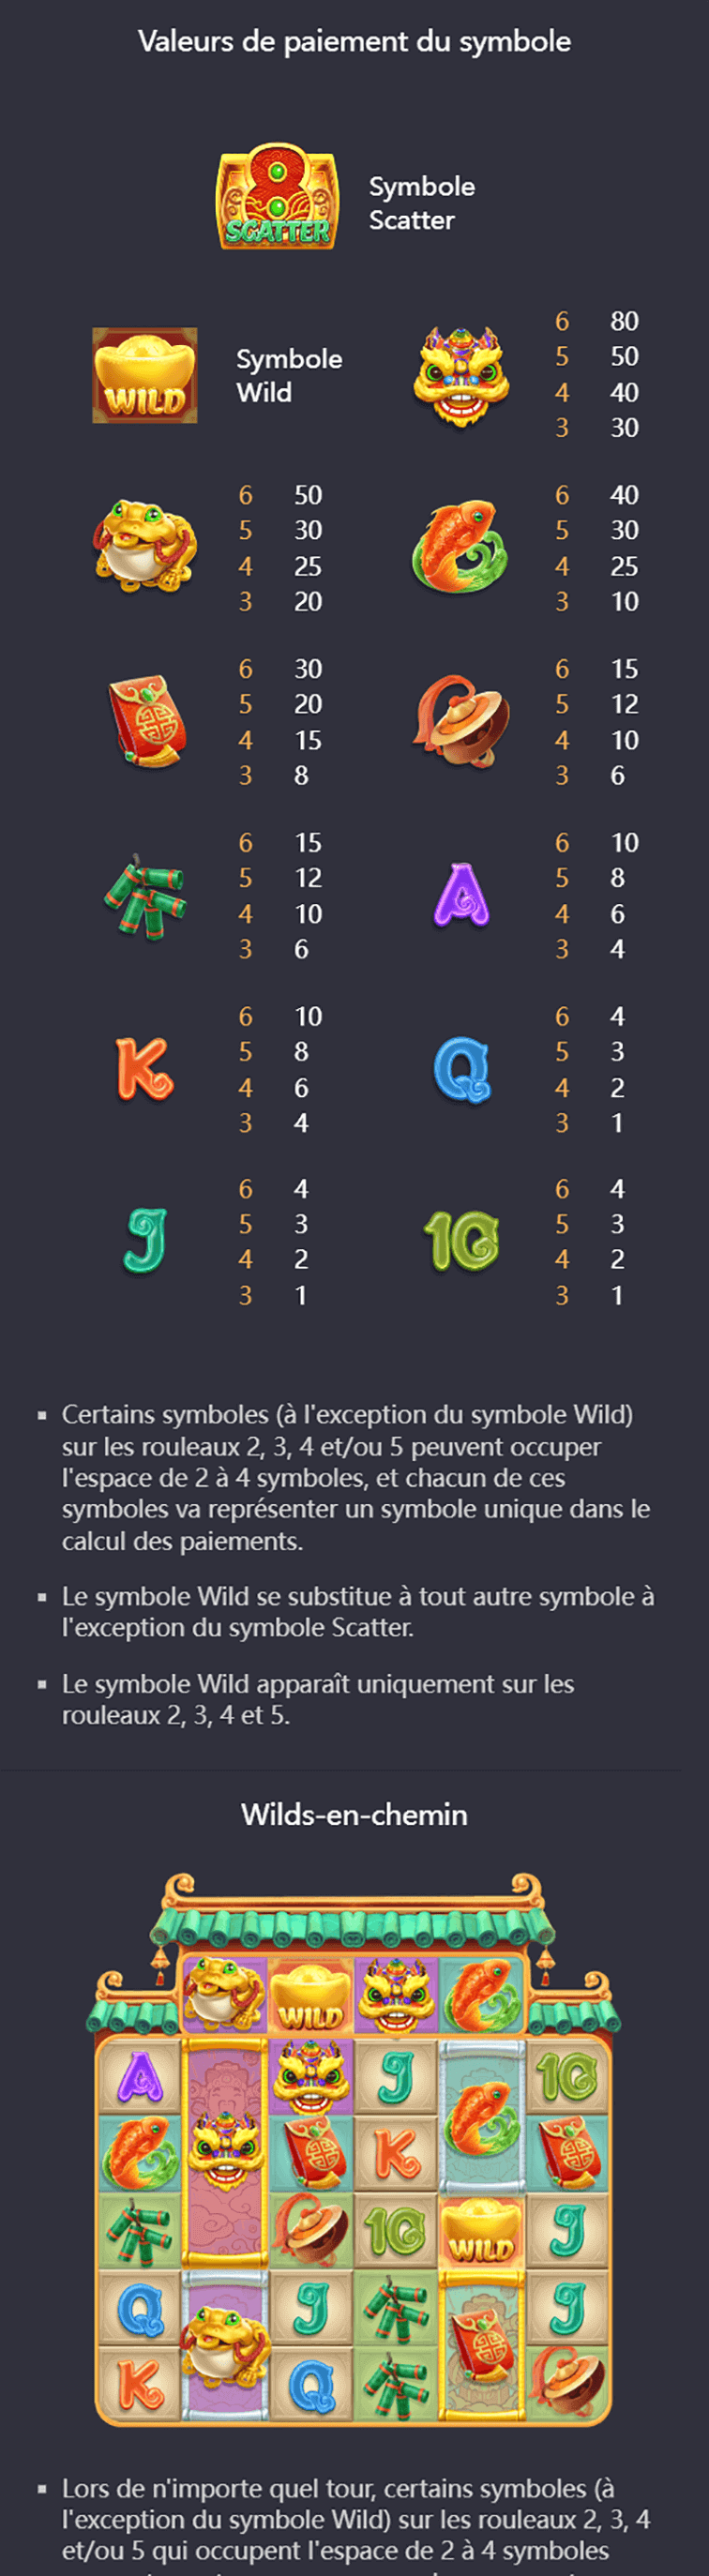 Valeurs de paiement du symbole
SCATTER
Symbole
Scatter
WILD
Symbole
Wild
6 80
5 50
4 40
3 30
6 50
5 30
4 25
3 20
6 40
5 30
4 25
3 10
6 30
5 20
4 15
3 8
6 15
5 12
4 10
3 6
6 15
5 12
4 10
3 6
A
6 10
5 8
6 4
4 6
3 4
K
6 10
5 8
4 6
3 4
Q
6 4
5 3
4 2
3 1
J
6 4
5 3
4 2
3 1
10
6 4
5 3
4 2
3 1
▪ Certains symboles (à l'exception du symbole Wild)
sur les rouleaux 2, 3, 4 et/ou 5 peuvent occuper
l'espace de 2 à 4 symboles, et chacun de ces
symboles va représenter un symbole unique dans le
calcul des paiements.
▪ Le symbole Wild se substitue à tout autre symbole à
l'exception du symbole Scatter.
▪ Le symbole Wild apparaît uniquement sur les
rouleaux 2, 3, 4 et 5.
Wilds-en-chemin
WILD
A J 10
K
10 WILD J
Q J J
K Q
▪ Lors de n'importe quel tour, certains symboles (à
l'exception du symbole Wild) sur les rouleaux 2, 3, 4
et/ou 5 qui occupent l'espace de 2 à 4 symboles